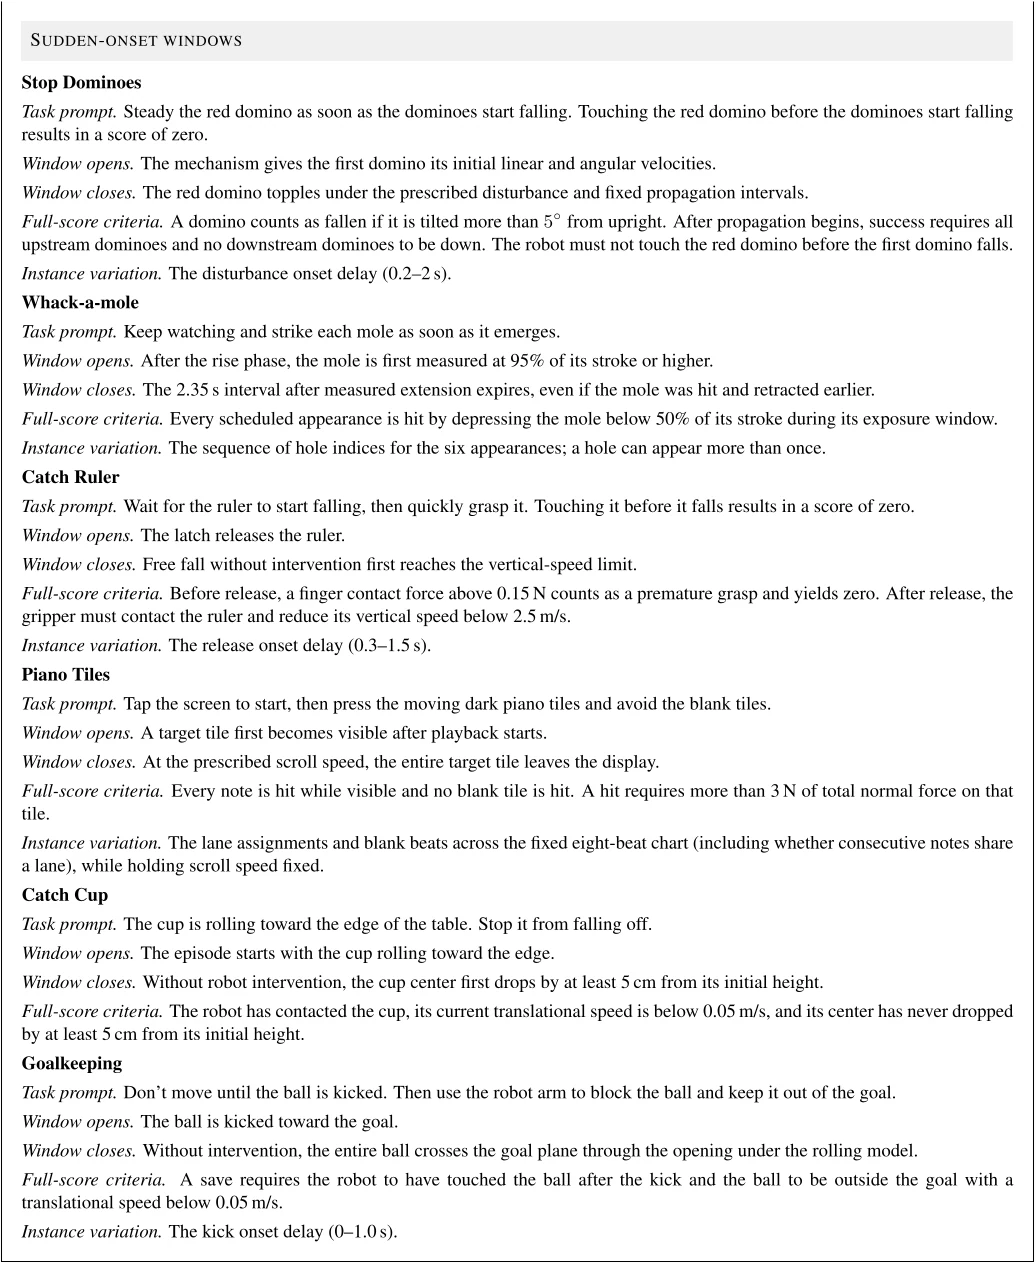 SUDDEN-ONSET WINDOWS
Stop Dominoes
Task prompt. Steady the red domino as soon as the dominoes start falling. Touching the red domino before the dominoes start falling
results in a score of zero.
Window opens. The mechanism gives the first domino its initial linear and angular velocities.
Window closes. The red domino topples under the prescribed disturbance and fixed propagation intervals.
Full-score criteria. A domino counts as fallen if it is tilted more than 5° from upright. After propagation begins, success requires all
upstream dominoes and no downstream dominoes to be down. The robot must not touch the red domino before the first domino falls.
Instance variation. The disturbance onset delay (0.2–2 s).
Whack-a-mole
Task prompt. Keep watching and strike each mole as soon as it emerges.
Window opens. After the rise phase, the mole is first measured at 95% of its stroke or higher.
Window closes. The 2.35 s interval after measured extension expires, even if the mole was hit and retracted earlier.
Full-score criteria. Every scheduled appearance is hit by depressing the mole below 50% of its stroke during its exposure window.
Instance variation. The sequence of hole indices for the six appearances; a hole can appear more than once.
Catch Ruler
Task prompt. Wait for the ruler to start falling, then quickly grasp it. Touching it before it falls results in a score of zero.
Window opens. The latch releases the ruler.
Window closes. Free fall without intervention first reaches the vertical-speed limit.
Full-score criteria. Before release, a finger contact force above 0.15 N counts as a premature grasp and yields zero. After release, the
gripper must contact the ruler and reduce its vertical speed below 2.5 m/s.
Instance variation. The release onset delay (0.3–1.5 s).
Piano Tiles
Task prompt. Tap the screen to start, then press the moving dark piano tiles and avoid the blank tiles.
Window opens. A target tile first becomes visible after playback starts.
Window closes. At the prescribed scroll speed, the entire target tile leaves the display.
Full-score criteria. Every note is hit while visible and no blank tile is hit. A hit requires more than 3 N of total normal force on that
tile.
Instance variation. The lane assignments and blank beats across the fixed eight-beat chart (including whether consecutive notes share
a lane), while holding scroll speed fixed.
Catch Cup
Task prompt. The cup is rolling toward the edge of the table. Stop it from falling off.
Window opens. The episode starts with the cup rolling toward the edge.
Window closes. Without robot intervention, the cup center first drops by at least 5 cm from its initial height.
Full-score criteria. The robot has contacted the cup, its current translational speed is below 0.05 m/s, and its center has never dropped
by at least 5 cm from its initial height.
Goalkeeping
Task prompt. Don't move until the ball is kicked. Then use the robot arm to block the ball and keep it out of the goal.
Window opens. The ball is kicked toward the goal.
Window closes. Without intervention, the entire ball crosses the goal plane through the opening under the rolling model.
Full-score criteria. A save requires the robot to have touched the ball after the kick and the ball to be outside the goal with a
translational speed below 0.05 m/s.
Instance variation. The kick onset delay (0–1.0 s).